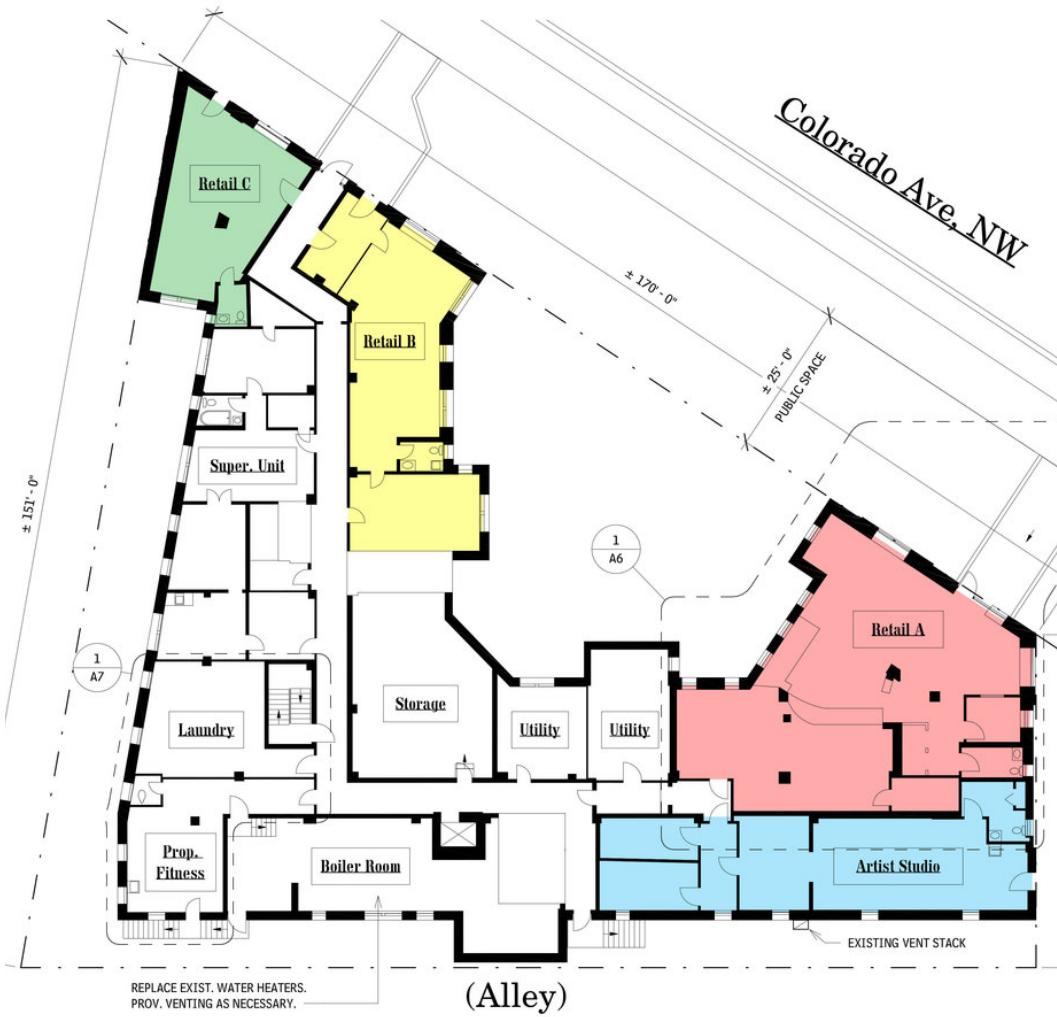 Colorado Ave, NW
Retail C
± 170'- 0"
Retail B
± 25'- 0"
PUBLIC SPACE
Super. Unit
± 151'- 0"
1
A6
Retail A
1
A7
Storage
Laundry
Utility
Utility
Prop.
Fitness
Boiler Room
Artist Studio
EXISTING VENT STACK
REPLACE EXIST. WATER HEATERS.
PROV. VENTING AS NECESSARY.
(Alley)